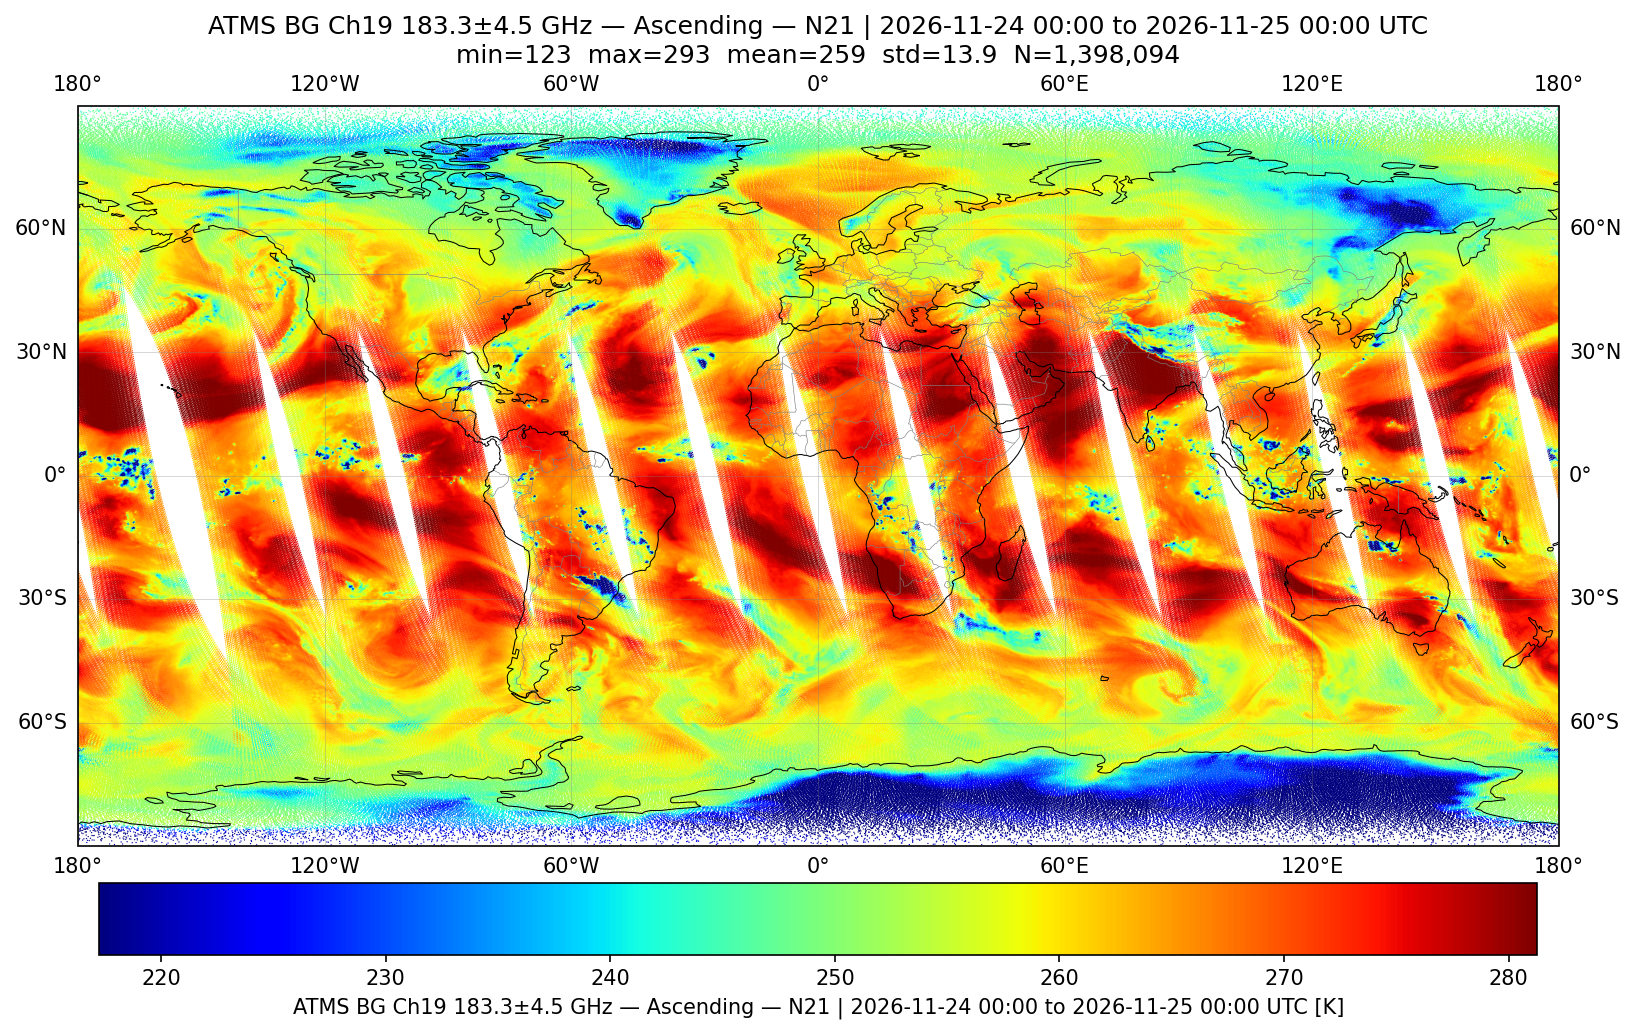 ATMS BG Ch19 183.3±4.5 GHz — Ascending — N21 | 2026-11-24 00:00 to 2026-11-25 00:00 UTC
min=123  max=293  mean=259  std=13.9  N=1,398,094
180° 120°W 60°W 0° 60°E 120°E 180°
60°N 60°N
30°N 30°N
0° 0°
30°S 30°S
60°S 60°S
180° 120°W 60°W 0° 60°E 120°E 180°
220 230 240 250 260 270 280
ATMS BG Ch19 183.3±4.5 GHz — Ascending — N21 | 2026-11-24 00:00 to 2026-11-25 00:00 UTC [K]